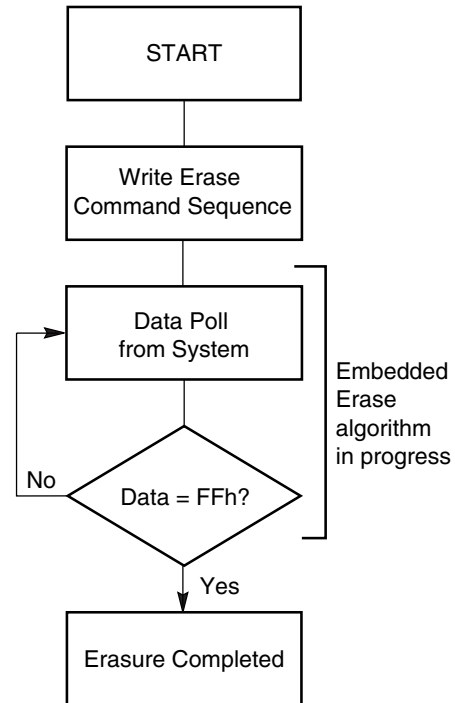 START
Write Erase
Command Sequence
Data Poll
from System
Embedded
Erase
algorithm
in progress
No
Data = FFh?
Yes
Erasure Completed